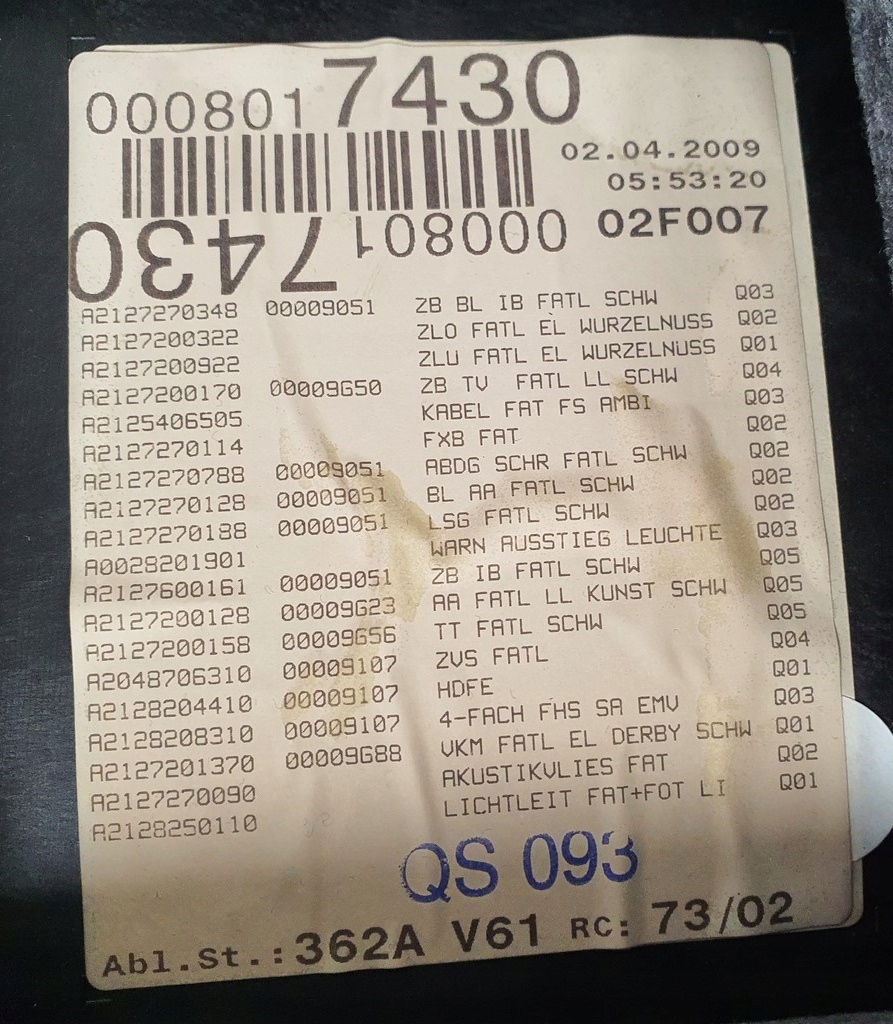 0008017430
02.04.2009
05:53:20
0008017430
02F007
A2127270348 00009051 ZB BL IB FATL SCHW Q03
A2127200322 ZLO FATL EL WURZELNUSS Q02
A2127200922 ZLU FATL EL WURZELNUSS Q01
A2127200170 00009G50 ZB TV FATL LL SCHW Q04
A2125406505 KABEL FAT FS AMBI Q03
A2127270114 FXB FAT Q02
A2127270788 00009051 ABDG SCHR FATL SCHW Q02
A2127270128 00009051 BL AA FATL SCHW Q02
A2127270188 00009051 LSG FATL SCHW Q02
A0028201901 WARN AUSSTIEG LEUCHTE Q03
A2127600161 00009051 ZB IB FATL SCHW Q05
A2127200128 00009G23 AA FATL LL KUNST SCHW Q05
A2127200158 00009G56 TT FATL SCHW Q05
A2048706310 00009107 ZVS FATL Q04
A2128204410 00009107 HDFE Q01
A2128208310 00009107 4-FACH FHS SA EMV Q03
A2127201370 00009G88 VKM FATL EL DERBY SCHW Q01
A2127270090 AKUSTIKVLIES FAT Q02
A2128250110 LICHTLEIT FAT+FOT LI Q01
QS 093
Abl.St.:362A V61 RC: 73/02